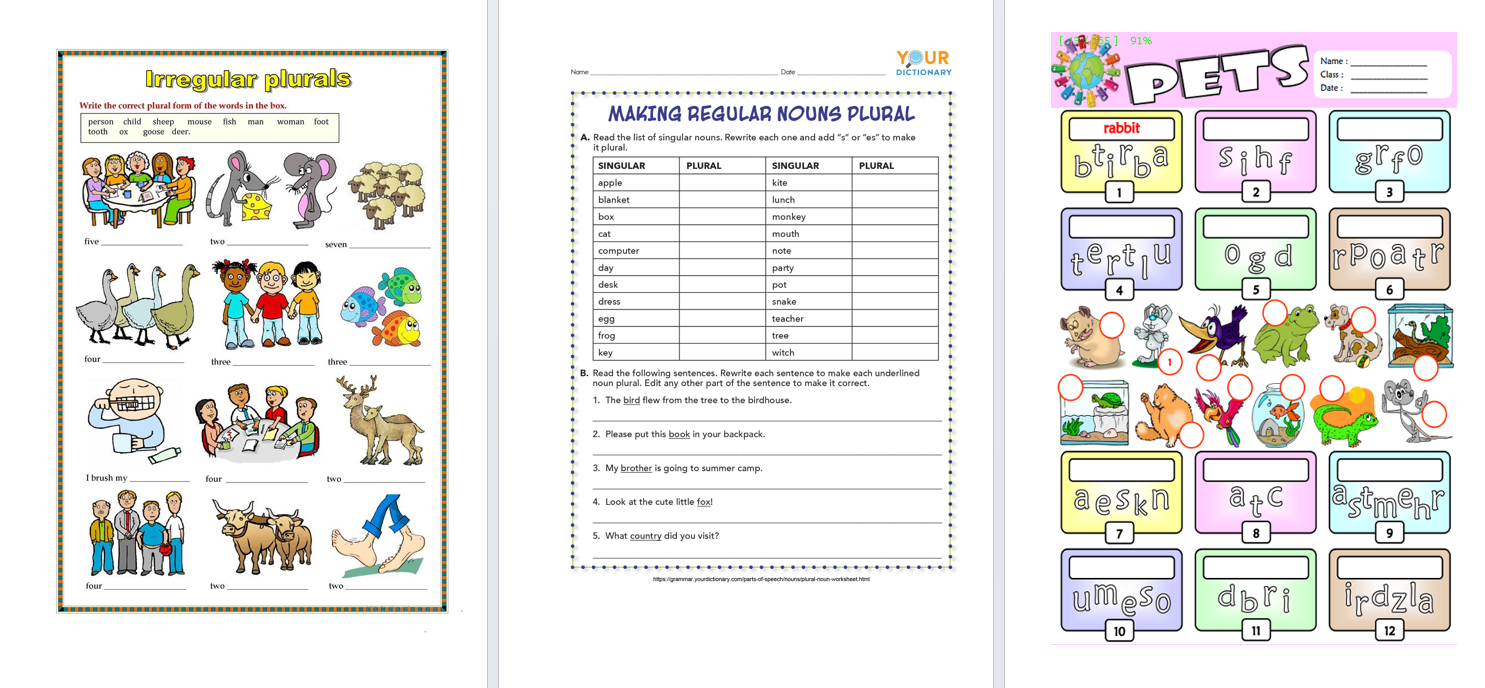 Irregular plurals
Write the correct plural form of the words in the box.
person child sheep mouse fish man woman foot
tooth ox goose deer.
five
two
seven
four
three
three
I brush my
four
two
four
two
two
YOUR
DICTIONARY
Name
Date
MAKING REGULAR NOUNS PLURAL
A. Read the list of singular nouns. Rewrite each one and add “s” or “es” to make
it plural.
SINGULAR PLURAL SINGULAR PLURAL
apple kite
blanket lunch
box monkey
cat mouth
computer note
day party
desk pot
dress snake
egg teacher
frog tree
key witch
B. Read the following sentences. Rewrite each sentence to make each underlined
noun plural. Edit any other part of the sentence to make it correct.
1. The bird flew from the tree to the birdhouse.
2. Please put this book in your backpack.
3. My brother is going to summer camp.
4. Look at the cute little fox!
5. What country did you visit?
https://grammar.yourdictionary.com/parts-of-speech/nouns/plural-noun-worksheet.html
91%
PETS
Name :
Class :
Date :
rabbit
btirba
sihf
grfo
1
2
3
tertlu
ogd
rpoatr
4
5
6
1
aeskn
atc
astmehr
7
8
9
umeso
dbri
irdzla
10
11
12